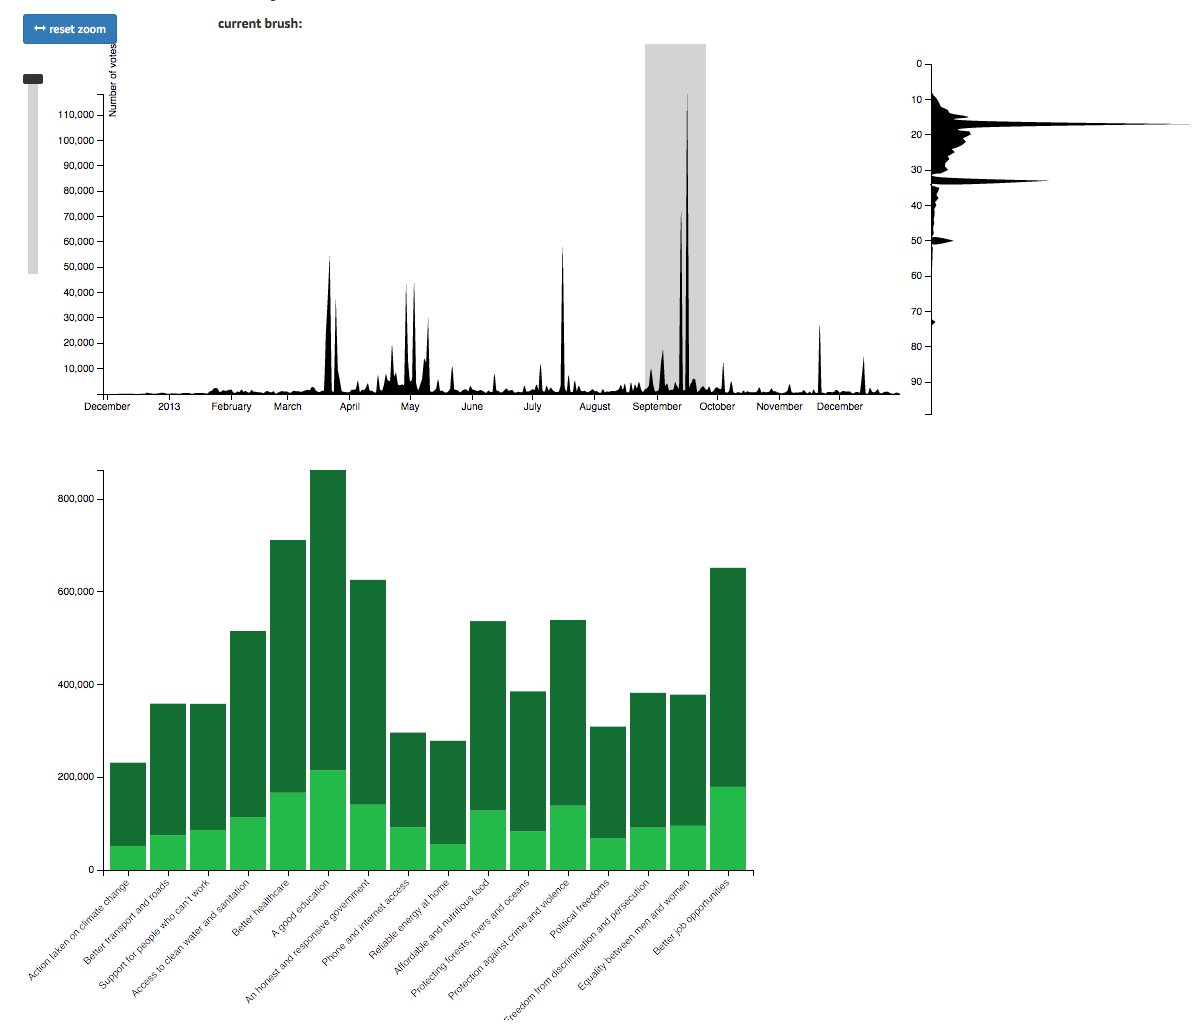 reset zoom
current brush:
Number of votes
110,000
100,000
90,000
80,000
70,000
60,000
50,000
40,000
30,000
20,000
10,000
December 2013 February March April May June July August September October November December
0
10
20
30
40
50
60
70
80
90
800,000
600,000
400,000
200,000
0
Action taken on climate change
Better transport and roads
Support for people who can't work
Access to clean water and sanitation
Better healthcare
A good education
An honest and responsive government
Phone and internet access
Reliable energy at home
Affordable and nutritious food
Protecting forests, rivers and oceans
Protection against crime and violence
Political freedoms
Freedom from discrimination and persecution
Equality between men and women
Better job opportunities